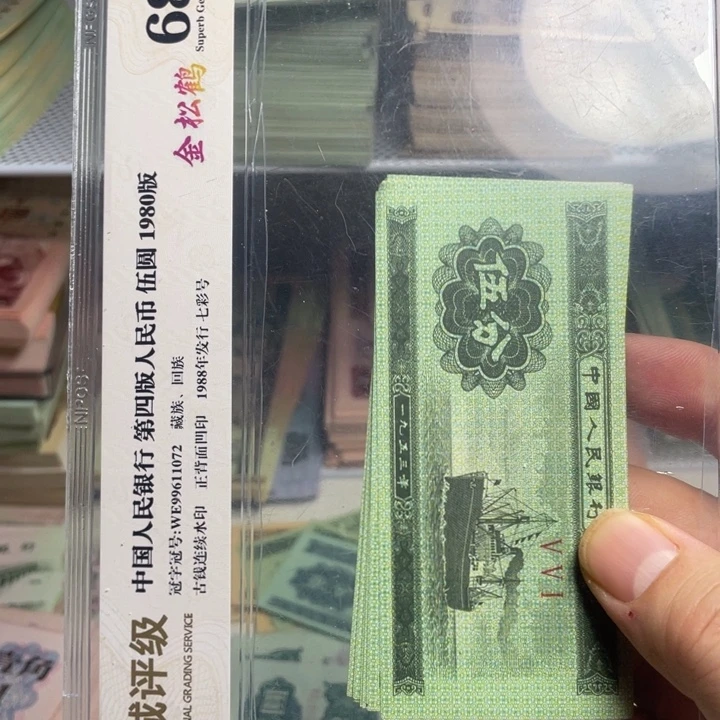 68
Superb Ge
金松鹤
中国人民银行 第四版人民币 伍圆 1980版
冠字冠号:WE99611072 藏族、回族
古钱连续水印 正背面凹印 1988年发行 七彩号
评级
NAL GRADING SERVICE
中國人民銀行
伍分
一九五三年
VVI